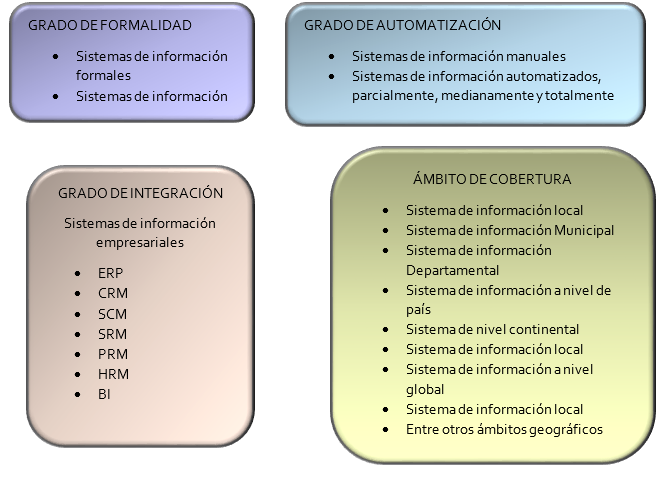 GRADO DE FORMALIDAD
• Sistemas de información
formales
• Sistemas de información
GRADO DE AUTOMATIZACIÓN
• Sistemas de información manuales
• Sistemas de información automatizados,
parcialmente, medianamente y totalmente
GRADO DE INTEGRACIÓN
Sistemas de información
empresariales
• ERP
• CRM
• SCM
• SRM
• PRM
• HRM
• BI
ÁMBITO DE COBERTURA
• Sistema de información local
• Sistema de información Municipal
• Sistema de información
Departamental
• Sistema de información a nivel de
país
• Sistema de nivel continental
• Sistema de información local
• Sistema de información a nivel
global
• Sistema de información local
• Entre otros ámbitos geográficos